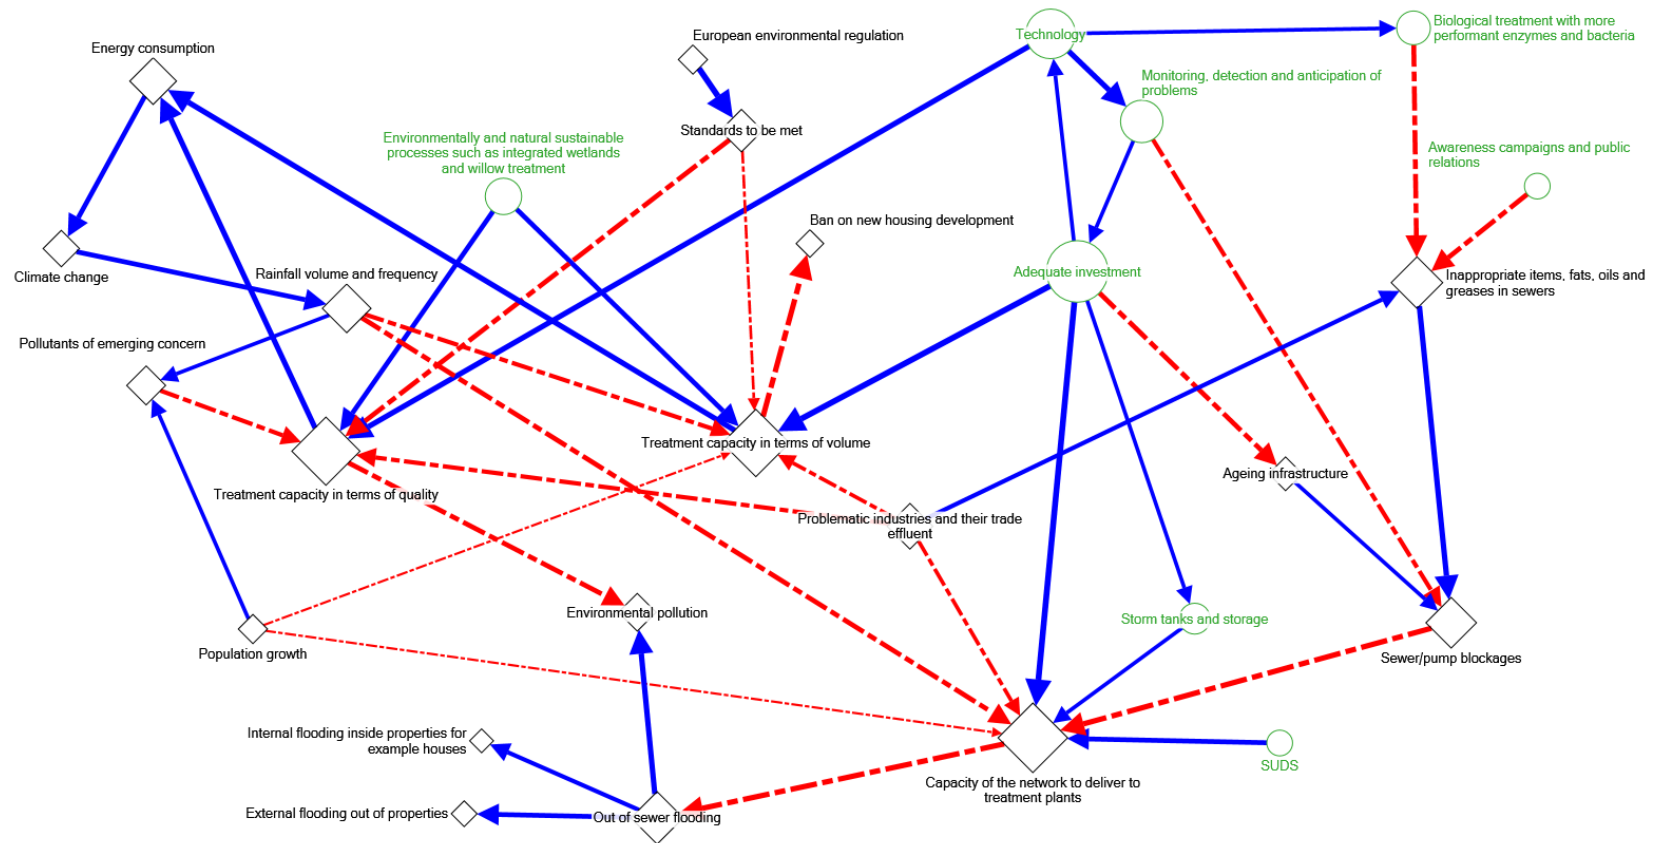 Biological treatment with more
performant enzymes and bacteria
Technology
European environmental regulation
Energy consumption
Monitoring, detection and anticipation of
problems
Standards to be met
Environmentally and natural sustainable
processes such as integrated wetlands
and willow treatment
Awareness campaigns and public
relations
Ban on new housing development
Adequate investment
Climate change
Rainfall volume and frequency
Inappropriate items, fats, oils and
greases in sewers
Pollutants of emerging concern
Treatment capacity in terms of volume
Ageing infrastructure
Treatment capacity in terms of quality
Problematic industries and their trade
effluent
Environmental pollution
Storm tanks and storage
Population growth
Sewer/pump blockages
Internal flooding inside properties for
example houses
SUDS
Capacity of the network to deliver to
treatment plants
External flooding out of properties
Out of sewer flooding